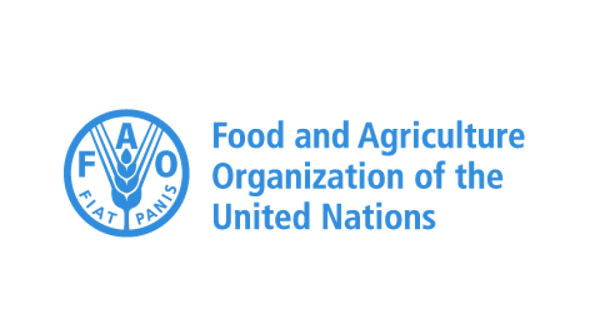 F A O
FIAT PANIS
Food and Agriculture
Organization of the
United Nations